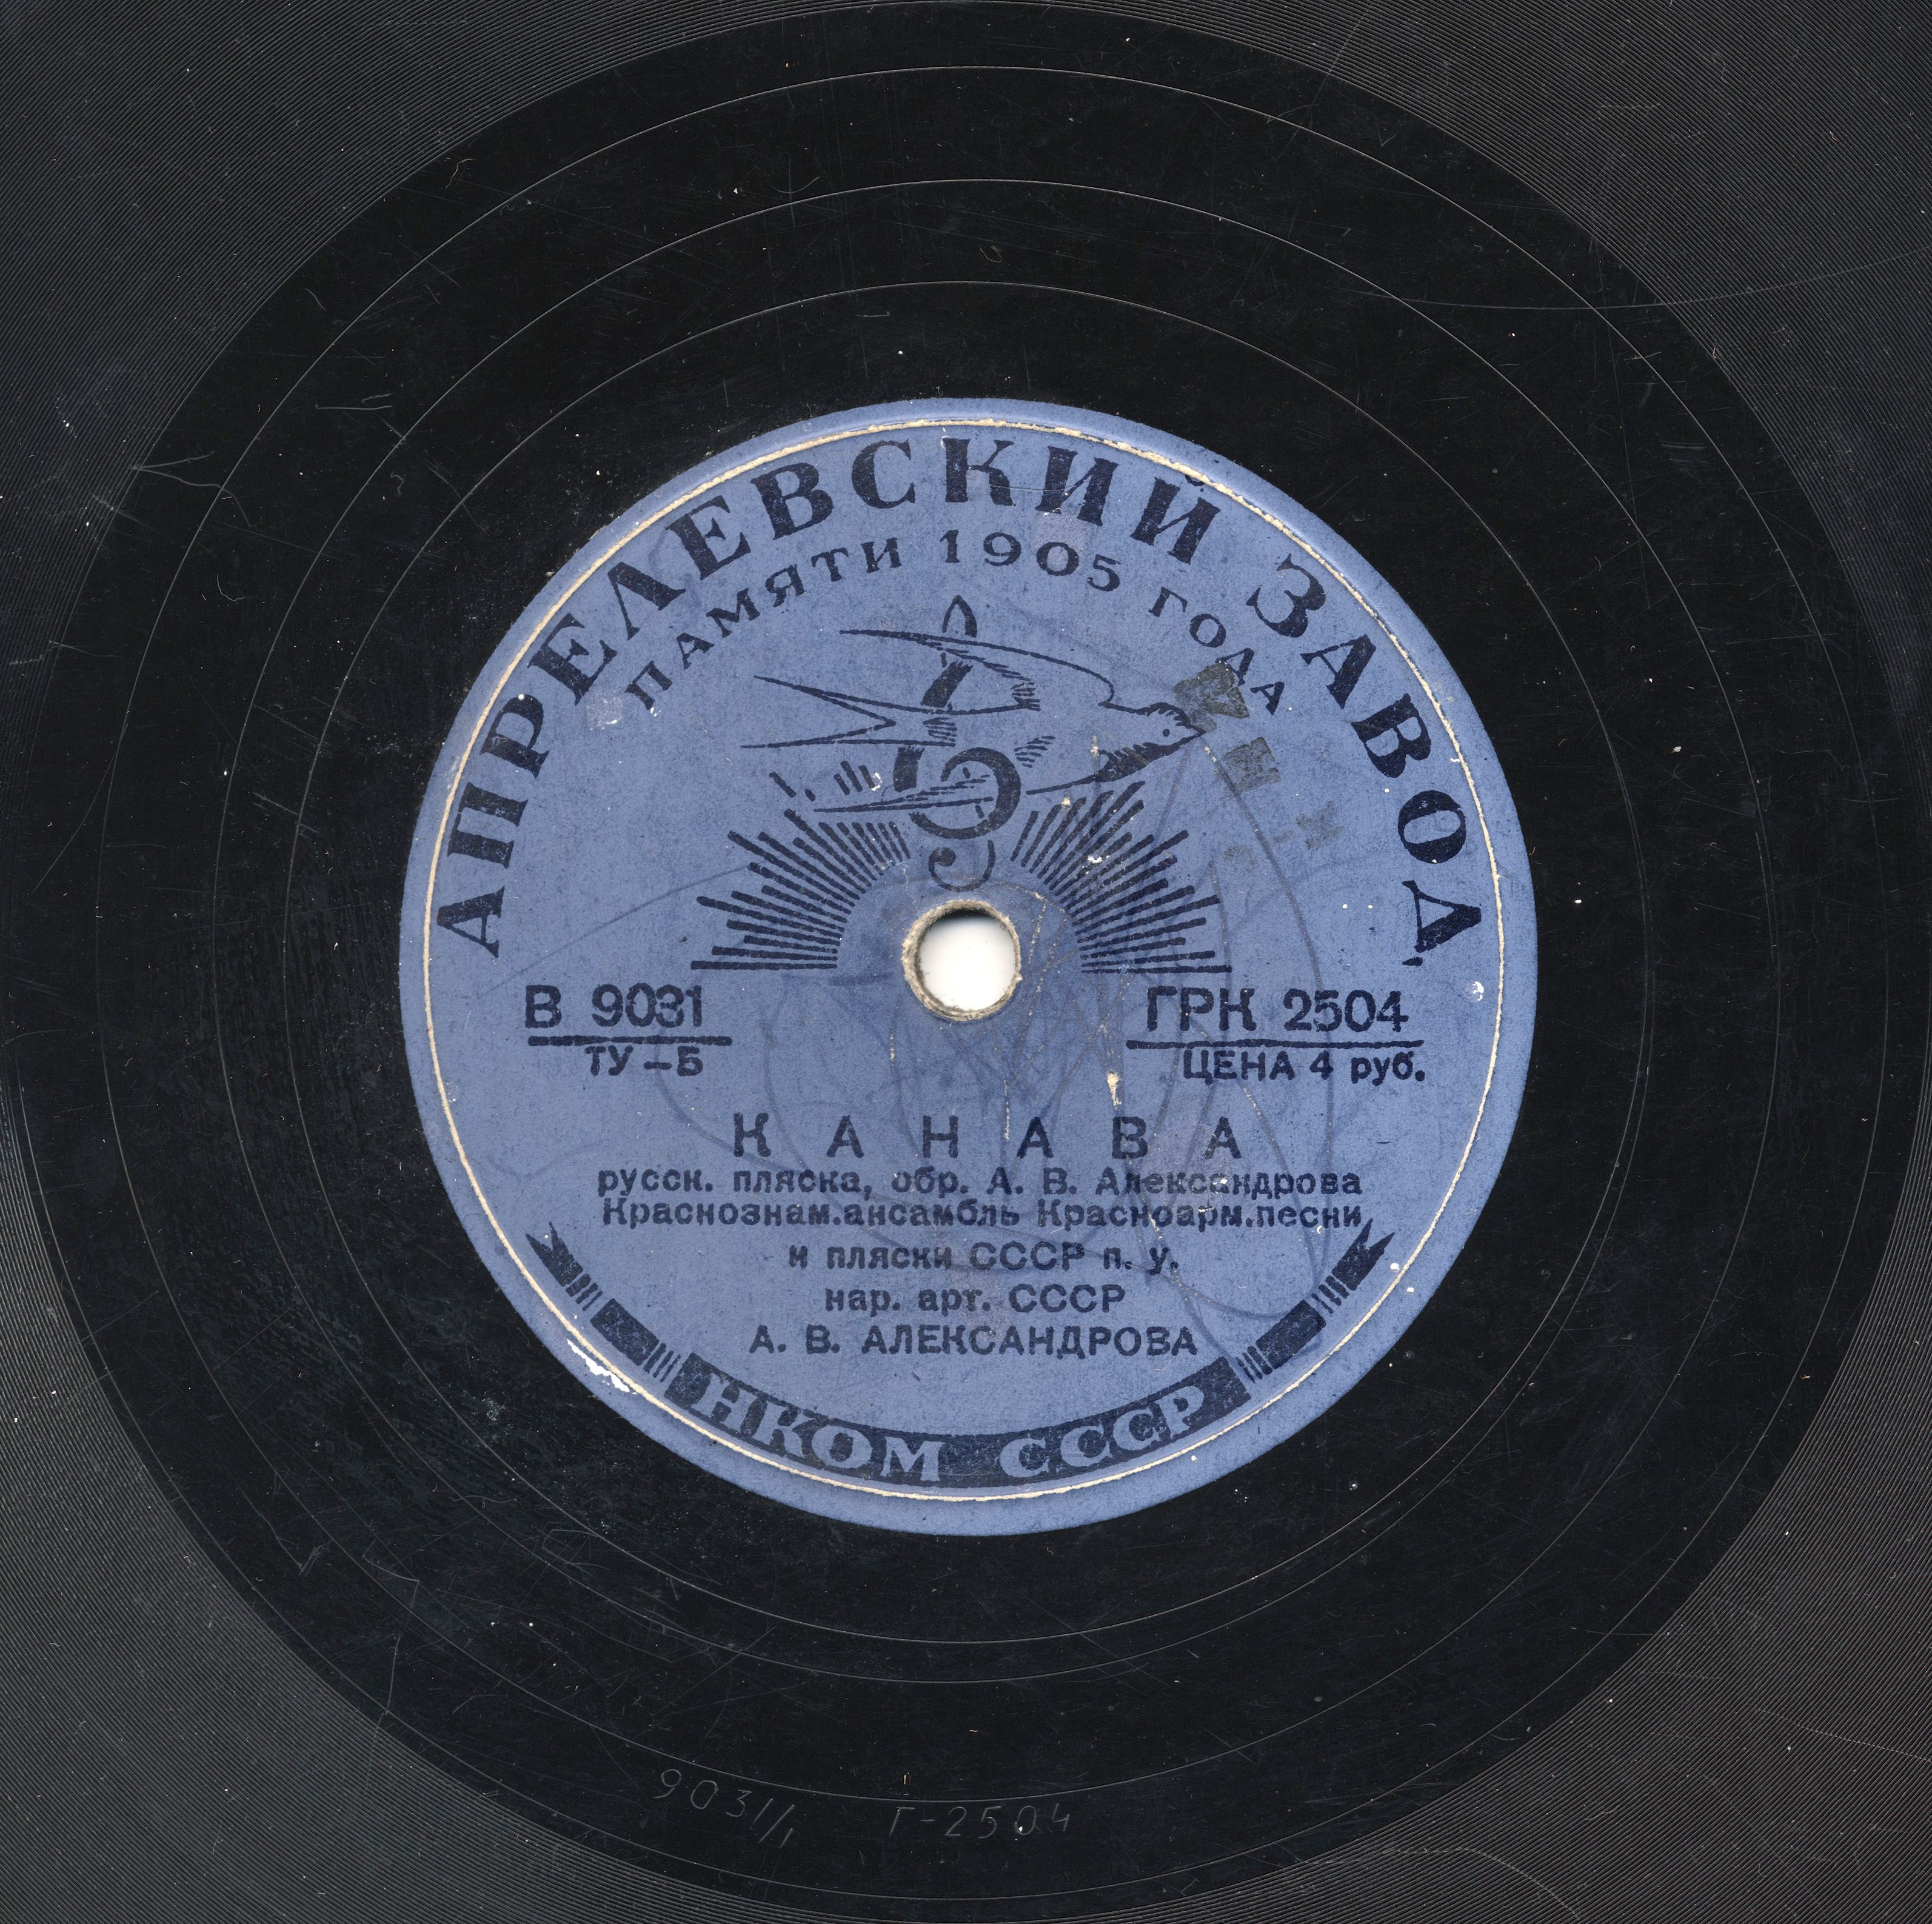 АПРЕЛЕВСКИЙ ЗАВОД
ПАМЯТИ 1905 ГОДА
В 9031
ТУ-Б
ГРК 2504
ЦЕНА 4 руб.
КАНАВА
русск. пляска, обр. А. В. Александрова
Краснознам.ансамбль Красноарм.песни
и пляски СССР п. у.
нар. арт. СССР
А. В. АЛЕКСАНДРОВА
НКОМ СССР
9031/1 Г-2504